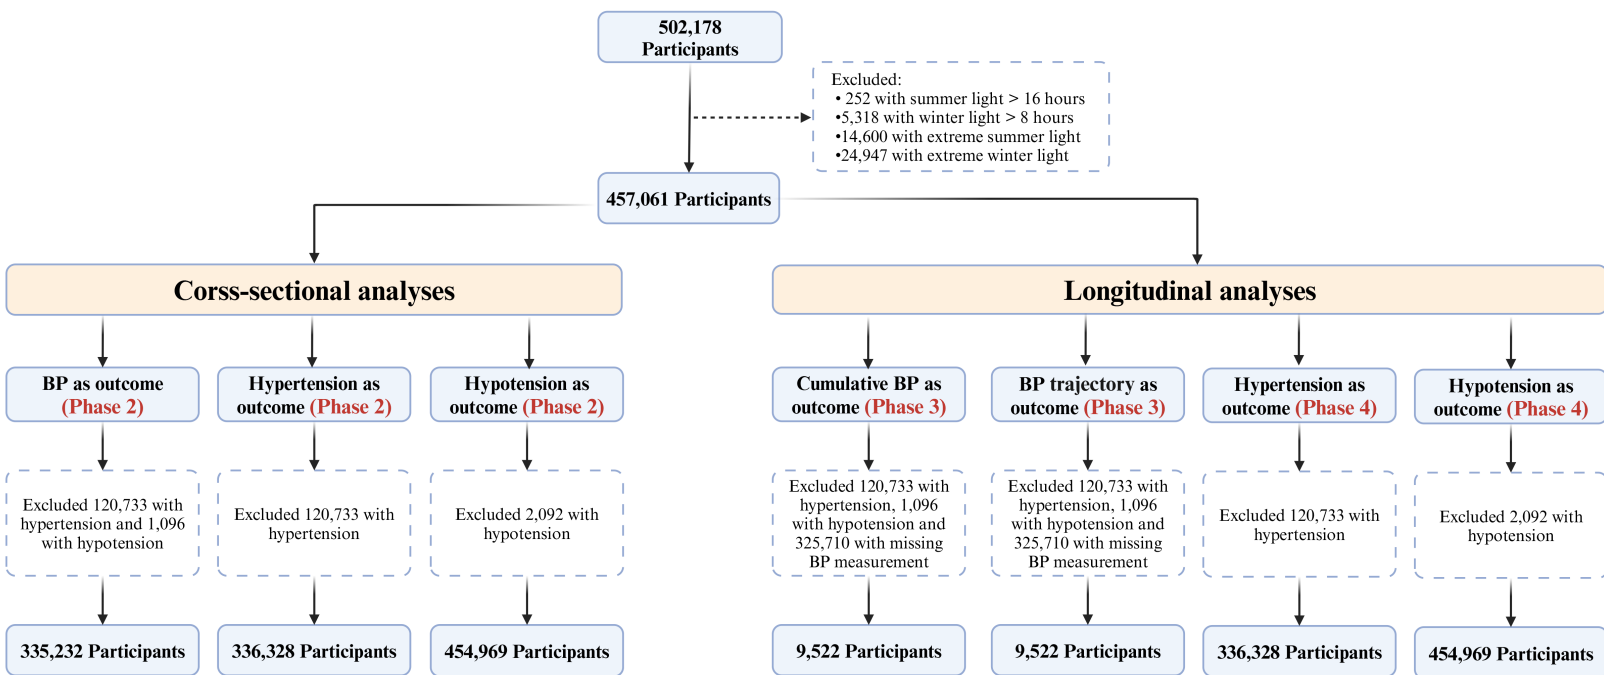 502,178
Participants
Excluded:
• 252 with summer light > 16 hours
•5,318 with winter light > 8 hours
•14,600 with extreme summer light
•24,947 with extreme winter light
457,061 Participants
Corss-sectional analyses
Longitudinal analyses
BP as outcome
(Phase 2)
Hypertension as
outcome (Phase 2)
Hypotension as
outcome (Phase 2)
Cumulative BP as
outcome (Phase 3)
BP trajectory as
outcome (Phase 3)
Hypertension as
outcome (Phase 4)
Hypotension as
outcome (Phase 4)
Excluded 120,733 with
hypertension and 1,096
with hypotension
Excluded 120,733 with
hypertension
Excluded 2,092 with
hypotension
Excluded 120,733 with
hypertension, 1,096
with hypotension and
325,710 with missing
BP measurement
Excluded 120,733 with
hypertension, 1,096
with hypotension and
325,710 with missing
BP measurement
Excluded 120,733 with
hypertension
Excluded 2,092 with
hypotension
335,232 Participants
336,328 Participants
454,969 Participants
9,522 Participants
9,522 Participants
336,328 Participants
454,969 Participants